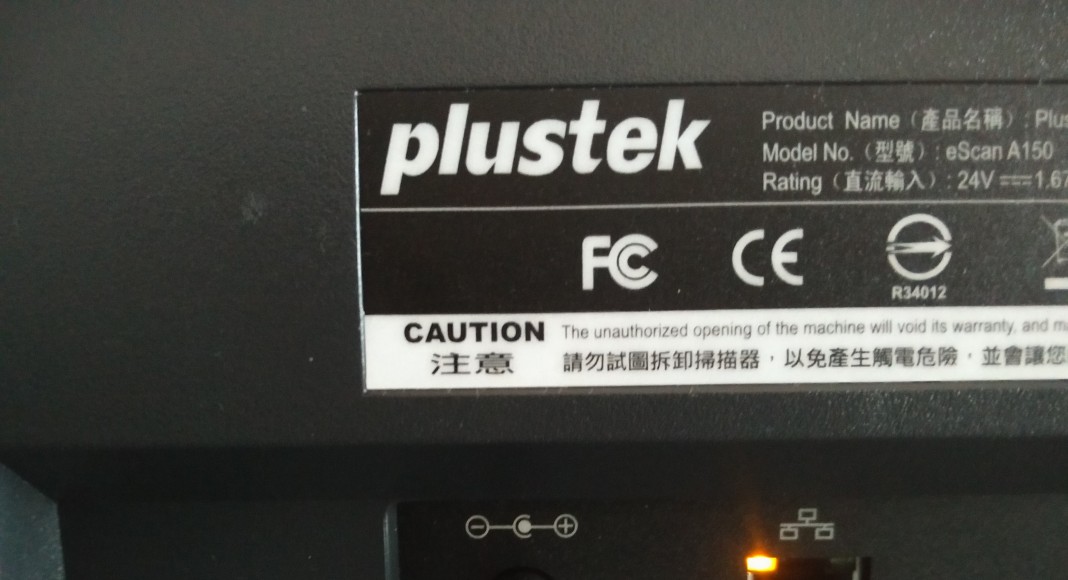 plustek
Product Name（產品名稱）: Plus
Model No.（型號）: eScan A150
Rating（直流輸入）: 24V ⎓1.67
FC CE
R34012
CAUTION The unauthorized opening of the machine will void its warranty, and
注意 請勿試圖拆卸掃描器，以免產生觸電危險，並會讓您